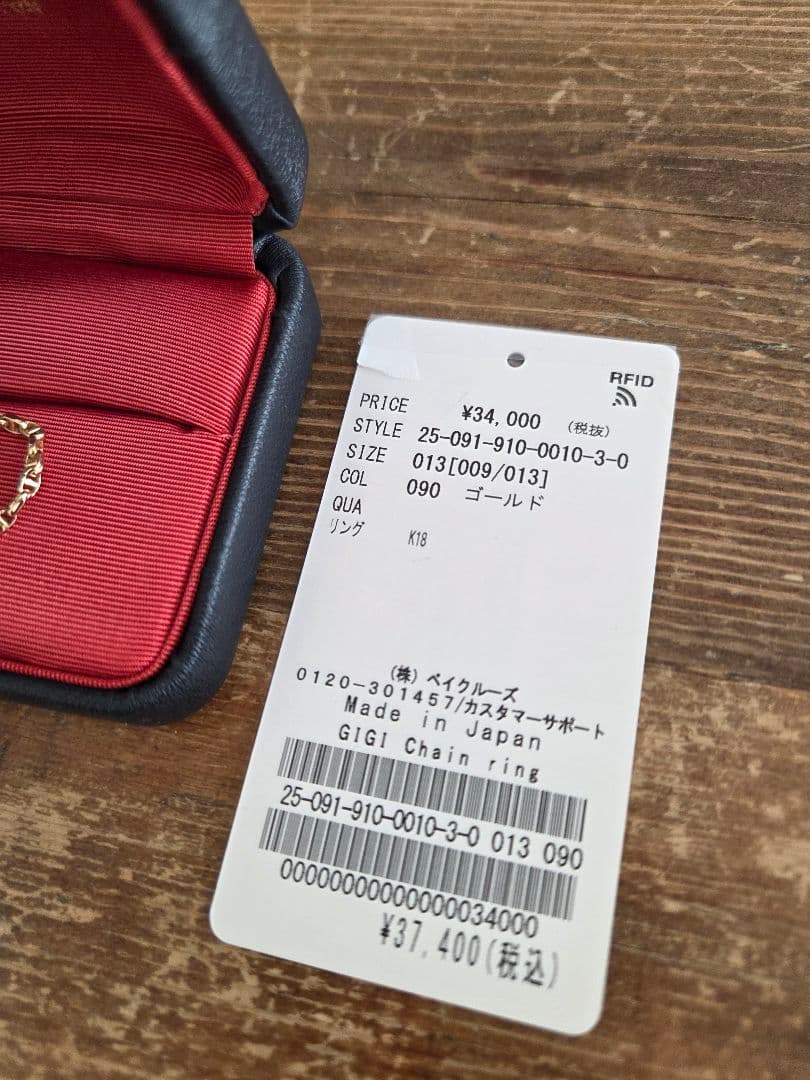 RFID
PRICE ¥34,000 (税抜)
STYLE 25-091-910-0010-3-0
SIZE 013[009/013]
COL 090 ゴールド
QUA
リング K18
(株)ベイクルーズ
0120-301457/カスタマーサポート
Made in Japan
GIGI Chain ring
25-091-910-0010-3-0 013 090
00000000000000034000
¥37,400(税込)